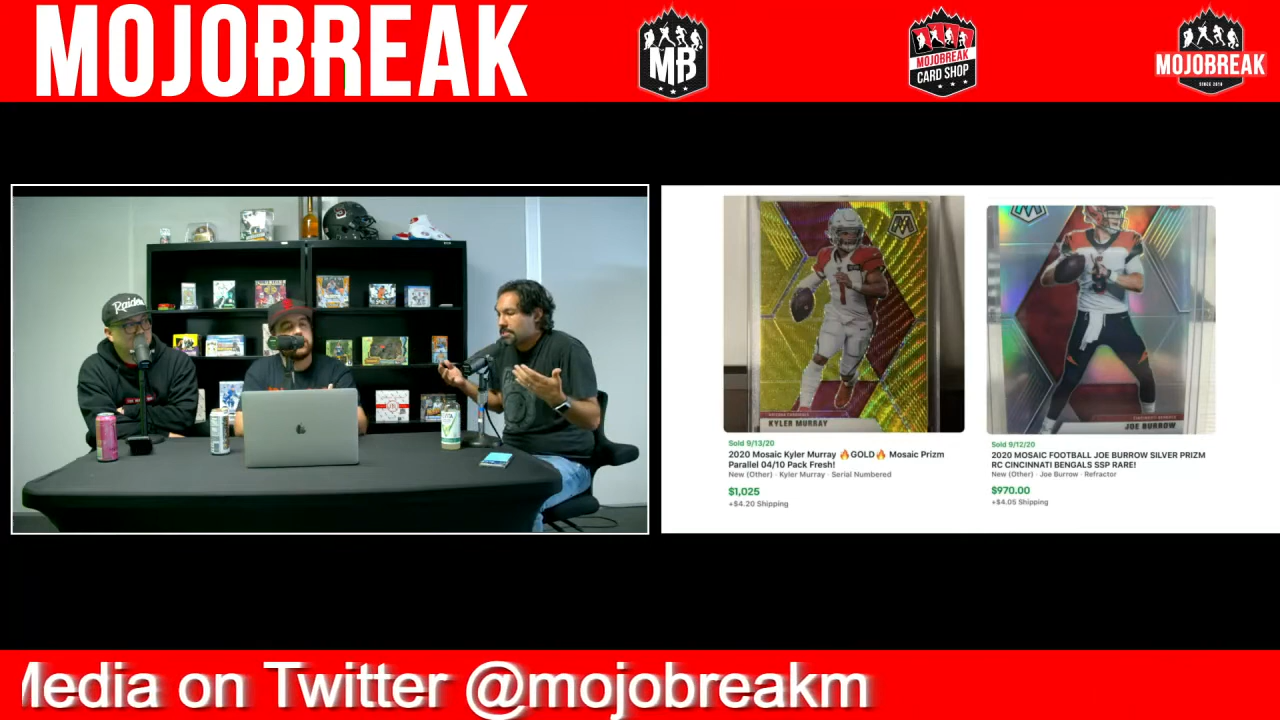 MOJOBREAK
MB
MOJOBREAK
CARD SHOP
MOJOBREAK
SINCE 2010
Raiders
KYLER MURRAY
JOE BURROW
Sold 9/13/20
2020 Mosaic Kyler Murray 🔥GOLD🔥 Mosaic Prizm
Parallel 04/10 Pack Fresh!
New (Other) · Kyler Murray · Serial Numbered
$1,025
+$4.20 Shipping
Sold 9/12/20
2020 MOSAIC FOOTBALL JOE BURROW SILVER PRIZM
RC CINCINNATI BENGALS SSP RARE!
New (Other) · Joe Burrow · Refractor
$970.00
+$4.05 Shipping
Media on Twitter @mojobreakm